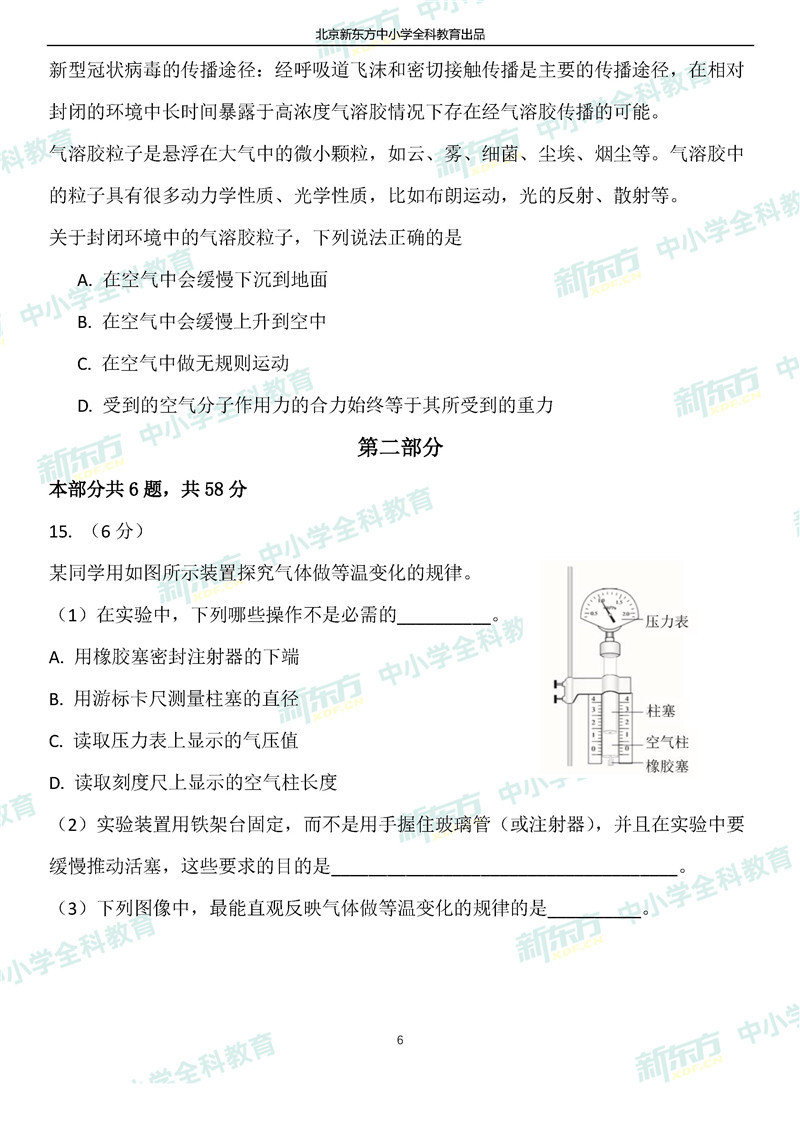 北京新东方中小学全科教育出品
新型冠状病毒的传播途径：经呼吸道飞沫和密切接触传播是主要的传播途径，在相对
封闭的环境中长时间暴露于高浓度气溶胶情况下存在经气溶胶传播的可能。
气溶胶粒子是悬浮在大气中的微小颗粒，如云、雾、细菌、尘埃、烟尘等。气溶胶中
的粒子具有很多动力学性质、光学性质，比如布朗运动，光的反射、散射等。
关于封闭环境中的气溶胶粒子，下列说法正确的是
A. 在空气中会缓慢下沉到地面
B. 在空气中会缓慢上升到空中
C. 在空气中做无规则运动
D. 受到的空气分子作用力的合力始终等于其所受到的重力
第二部分
本部分共 6 题，共 58 分
15. （6 分）
某同学用如图所示装置探究气体做等温变化的规律。
（1）在实验中，下列哪些操作不是必需的__________。
A. 用橡胶塞密封注射器的下端
B. 用游标卡尺测量柱塞的直径
C. 读取压力表上显示的气压值
D. 读取刻度尺上显示的空气柱长度
压力表
柱塞
空气柱
橡胶塞
（2）实验装置用铁架台固定，而不是用手握住玻璃管（或注射器），并且在实验中要
缓慢推动活塞，这些要求的目的是____________________________________。
（3）下列图像中，最能直观反映气体做等温变化的规律的是__________。
6